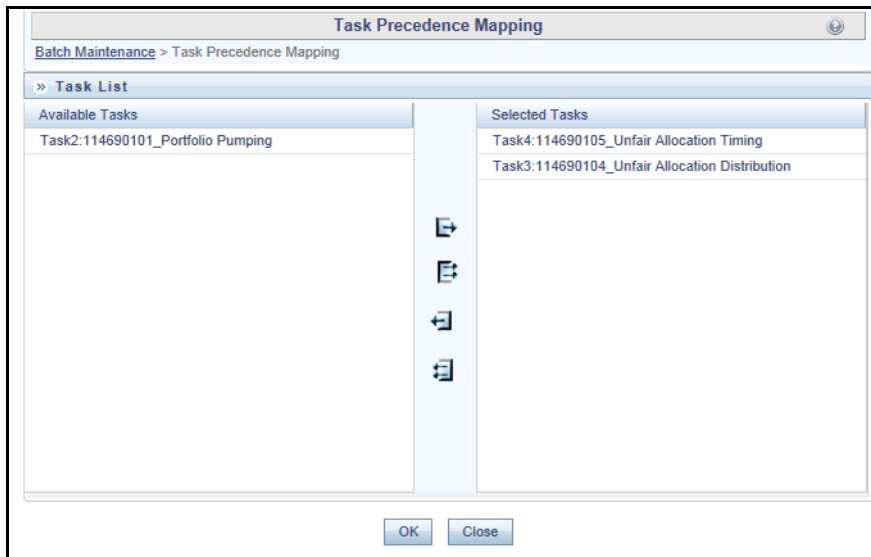 Task Precedence Mapping
Batch Maintenance > Task Precedence Mapping
» Task List
Available Tasks
Task2:114690101_Portfolio Pumping
Selected Tasks
Task4:114690105_Unfair Allocation Timing
Task3:114690104_Unfair Allocation Distribution
OK
Close